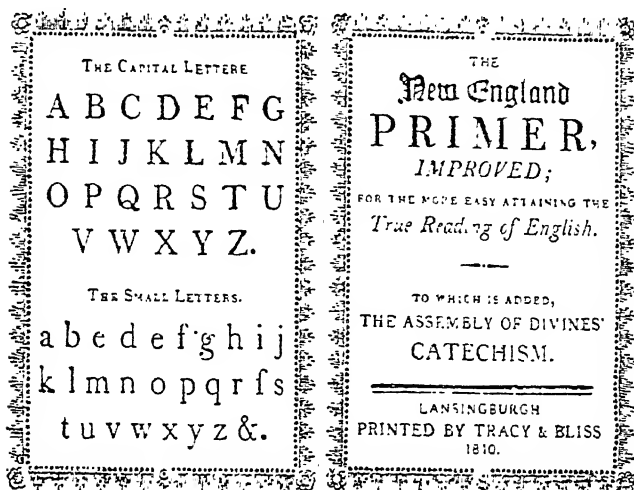 THE CAPITAL LETTERE
A B C D E F G
H I J K L M N
O P Q R S T U
V W X Y Z.
THE SMALL LETTERS.
a b e d e f g h i j
k l m n o p q r ſ s
t u v w x y z &.
THE
New England
PRIMER,
IMPROVED;
FOR THE MORE EASY ATTAINING THE
True Reading of English.
TO WHICH IS ADDED,
THE ASSEMBLY OF DIVINES'
CATECHISM.
LANSINGBURGH
PRINTED BY TRACY & BLISS
1810.